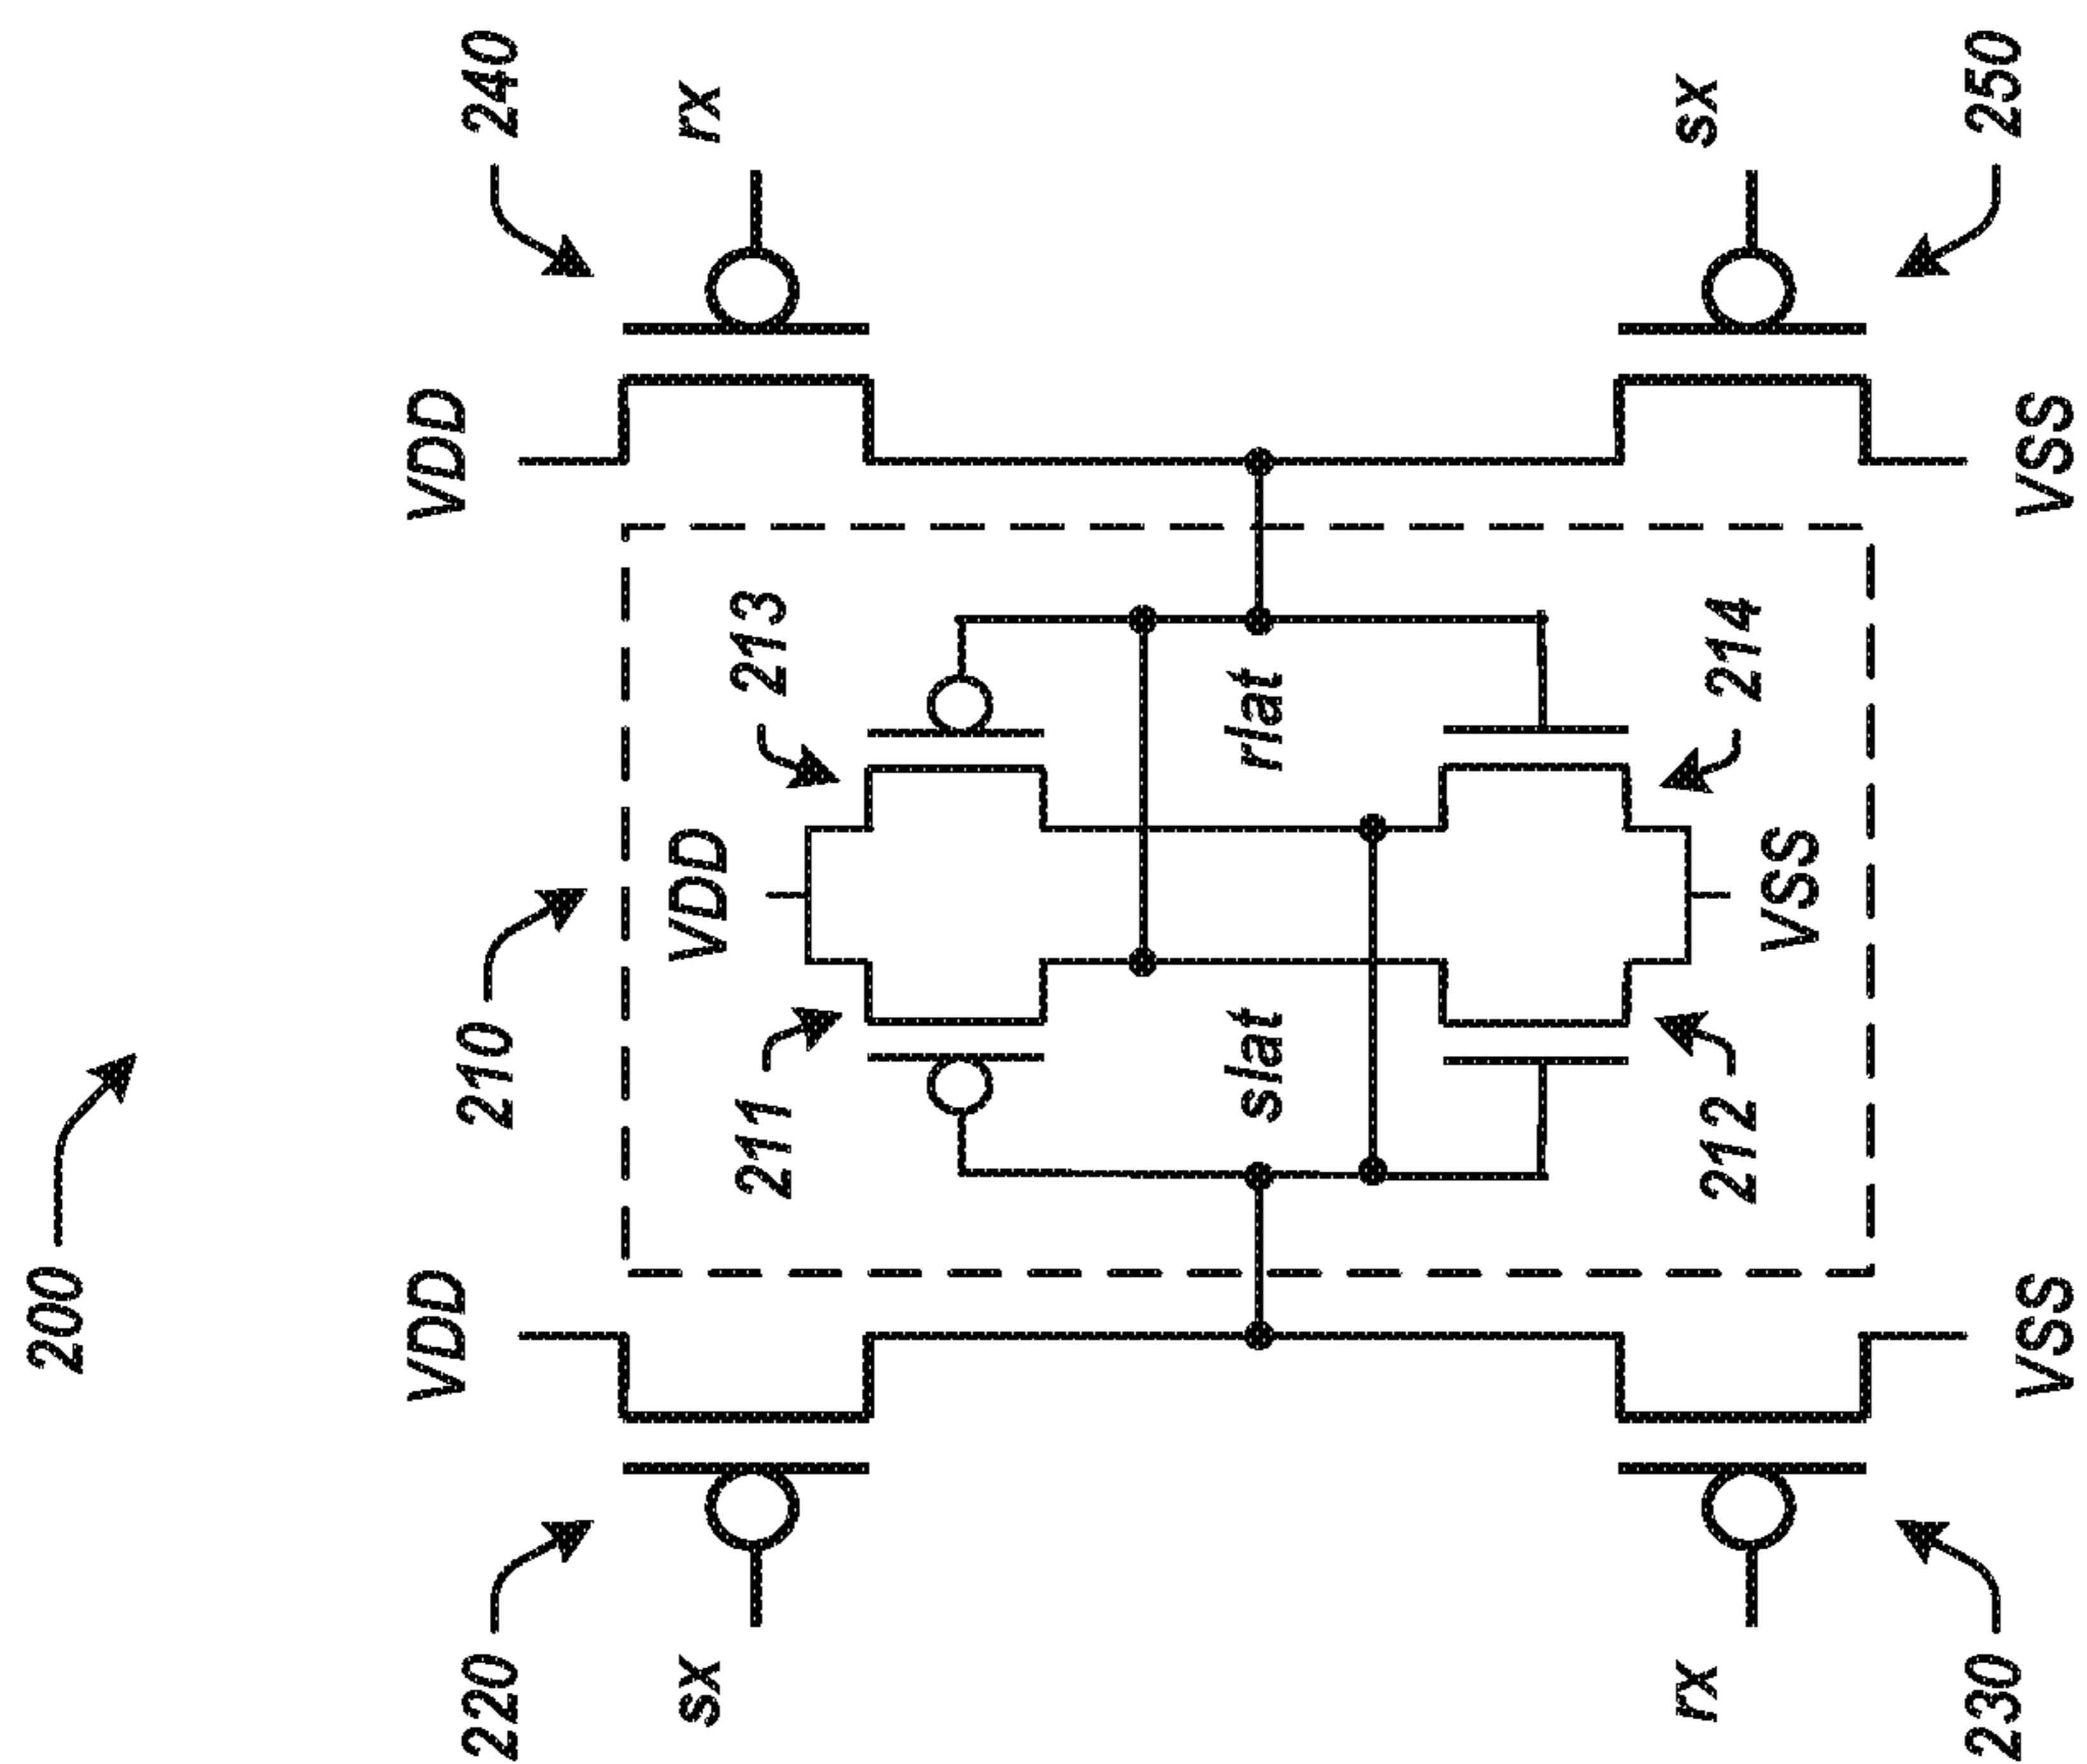 200
210
VDD
VDD
220
240
sx
rx
VDD
211
213
slat
rlat
212
214
VSS
rx
sx
230
250
VSS
VSS